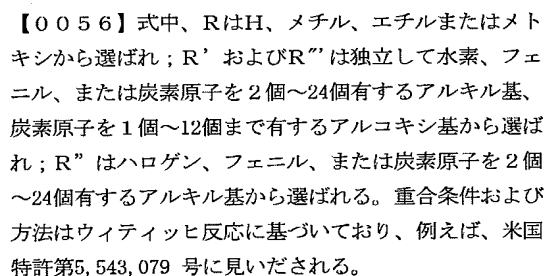 【００５６】式中、ＲはＨ、メチル、エチルまたはメト
キシから選ばれ；Ｒ’およびＲ”’は独立して水素、フェ
ニル、または炭素原子を２個～24個有するアルキル基、
炭素原子を１個～12個まで有するアルコキシ基から選ば
れ；Ｒ”はハロゲン、フェニル、または炭素原子を２個
～24個有するアルキル基から選ばれる。重合条件および
方法はウィティッヒ反応に基づいており、例えば、米国
特許第5,543,079 号に見いだされる。